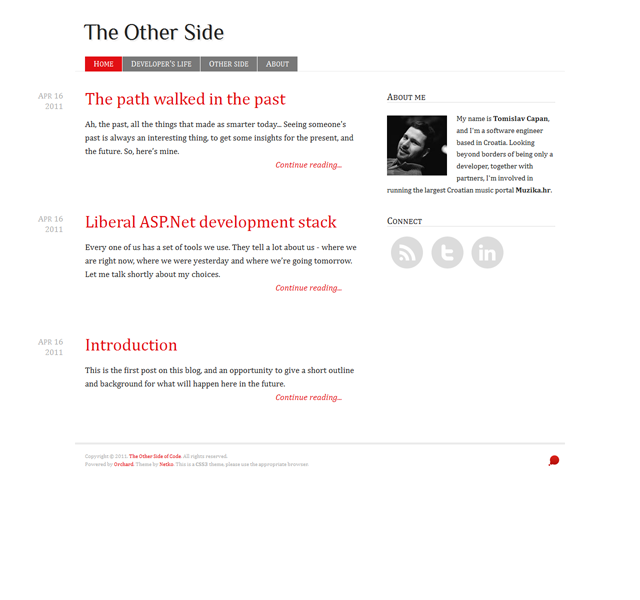 The Other Side
Home Developer's life Other side About
Apr 16
2011
The path walked in the past
Ah, the past, all the things that made as smarter today... Seeing someone's
past is always an interesting thing, to get some insights for the present, and
the future. So, here's mine.
Continue reading...
Apr 16
2011
Liberal ASP.Net development stack
Every one of us has a set of tools we use. They tell a lot about us - where we
are right now, where we were yesterday and where we're going tomorrow.
Let me talk shortly about my choices.
Continue reading...
Apr 16
2011
Introduction
This is the first post on this blog, and an opportunity to give a short outline
and background for what will happen here in the future.
Continue reading...
About me
My name is Tomislav Capan,
and I'm a software engineer
based in Croatia. Looking
beyond borders of being only a
developer, together with
partners, I'm involved in
running the largest Croatian music portal Muzika.hr.
Connect
in
Copyright © 2011. The Other Side of Code. All rights reserved.
Prowered by Orchard. Theme by Netko. This is a
theme, please use the appropriate browser.